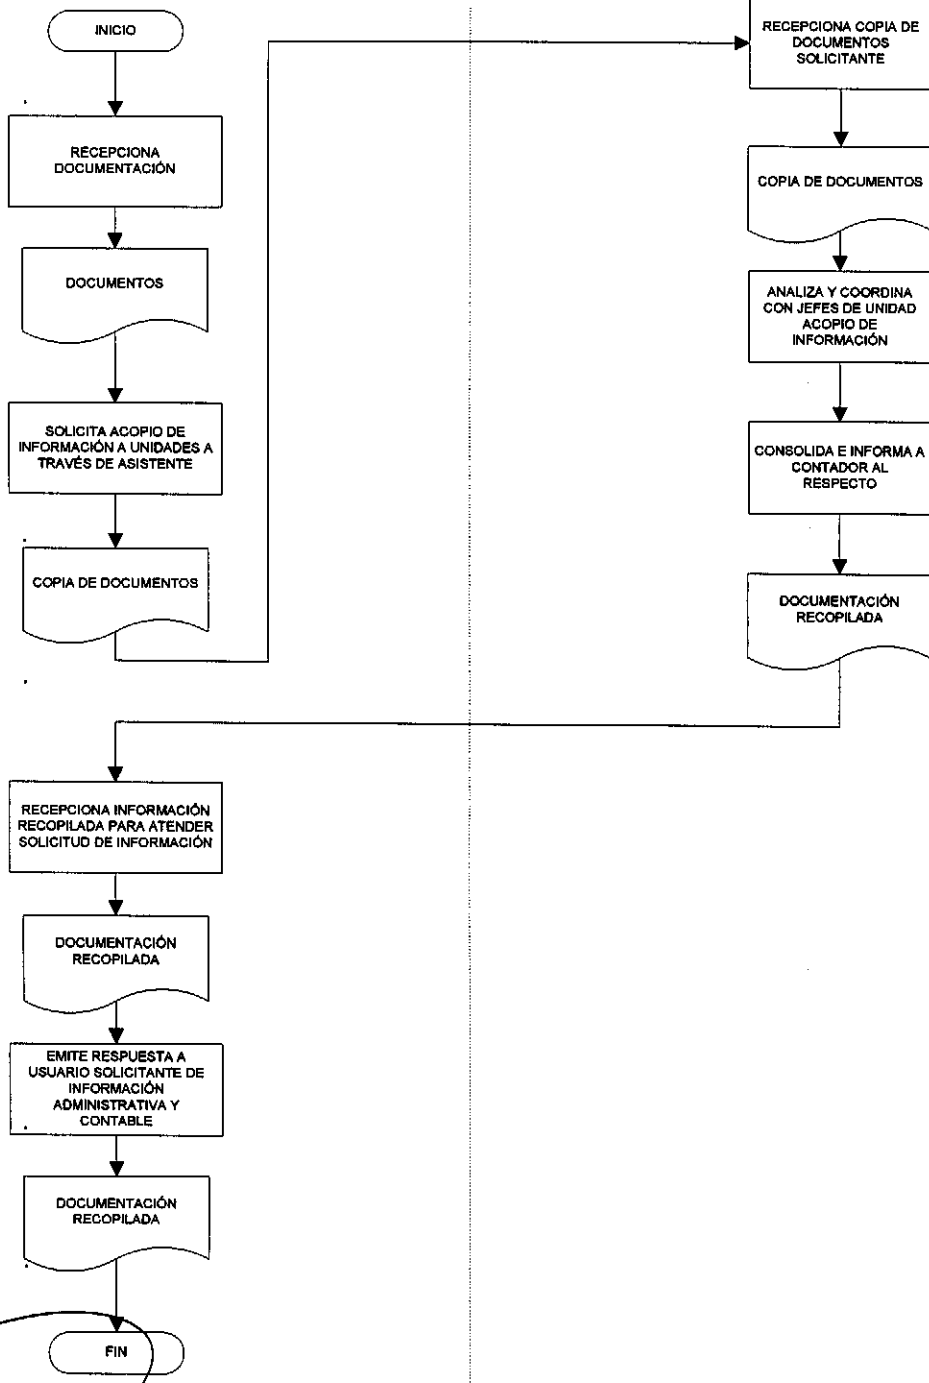 INICIO
RECEPCIONA
DOCUMENTACIÓN
DOCUMENTOS
SOLICITA ACOPIO DE
INFORMACIÓN A UNIDADES A
TRAVÉS DE ASISTENTE
COPIA DE DOCUMENTOS
RECEPCIONA COPIA DE
DOCUMENTOS
SOLICITANTE
COPIA DE DOCUMENTOS
ANALIZA Y COORDINA
CON JEFES DE UNIDAD
ACOPIO DE
INFORMACIÓN
CONSOLIDA E INFORMA A
CONTADOR AL
RESPECTO
DOCUMENTACIÓN
RECOPILADA
RECEPCIONA INFORMACIÓN
RECOPILADA PARA ATENDER
SOLICITUD DE INFORMACIÓN
DOCUMENTACIÓN
RECOPILADA
EMITE RESPUESTA A
USUARIO SOLICITANTE DE
INFORMACIÓN
ADMINISTRATIVA Y
CONTABLE
DOCUMENTACIÓN
RECOPILADA
FIN